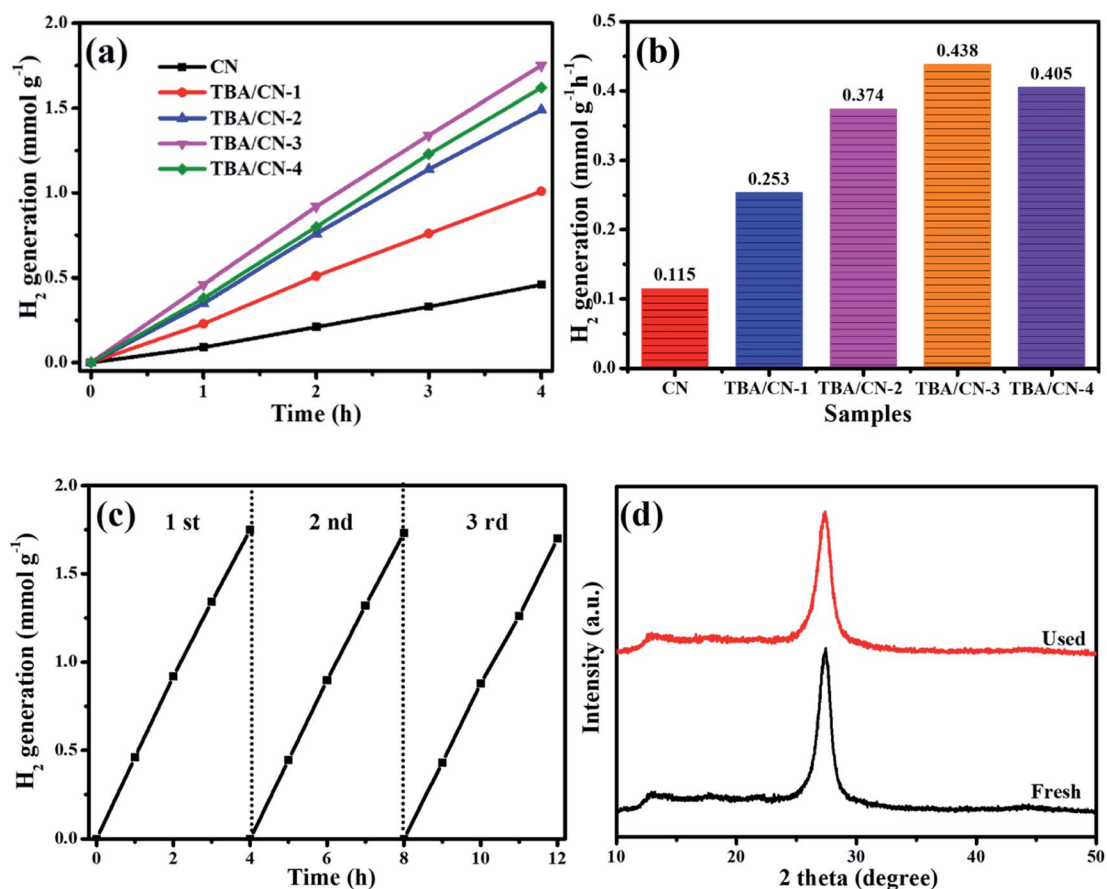 (a)
H2 generation (mmol g-1)
2.0
1.5
1.0
0.5
0.0
CN
TBA/CN-1
TBA/CN-2
TBA/CN-3
TBA/CN-4
0 1 2 3 4
Time (h)
(b)
H2 generation (mmol g-1h-1)
0.5
0.4
0.3
0.2
0.1
0.0
0.115
0.253
0.374
0.438
0.405
CN TBA/CN-1 TBA/CN-2 TBA/CN-3 TBA/CN-4
Samples
(c)
H2 generation (mmol g-1)
2.0
1.5
1.0
0.5
0.0
1 st 2 nd 3 rd
0 2 4 6 8 10 12
Time (h)
(d)
Intensity (a.u.)
Used
Fresh
10 20 30 40 50
2 theta (degree)